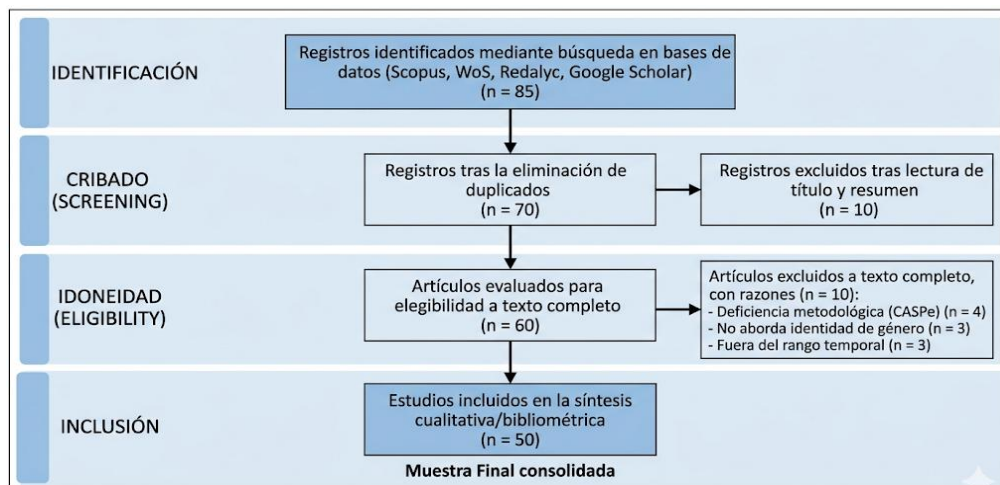 IDENTIFICACIÓN
Registros identificados mediante búsqueda en bases de
datos (Scopus, WoS, Redalyc, Google Scholar)
(n = 85)
CRIBADO
(SCREENING)
Registros tras la eliminación de
duplicados
(n = 70)
Registros excluidos tras lectura de
título y resumen
(n = 10)
IDONEIDAD
(ELIGIBILITY)
Artículos evaluados para
elegibilidad a texto completo
(n = 60)
Artículos excluidos a texto completo,
con razones (n = 10):
- Deficiencia metodológica (CASPe) (n = 4)
- No aborda identidad de género (n = 3)
- Fuera del rango temporal (n = 3)
INCLUSIÓN
Estudios incluidos en la síntesis
cualitativa/bibliométrica
(n = 50)
Muestra Final consolidada